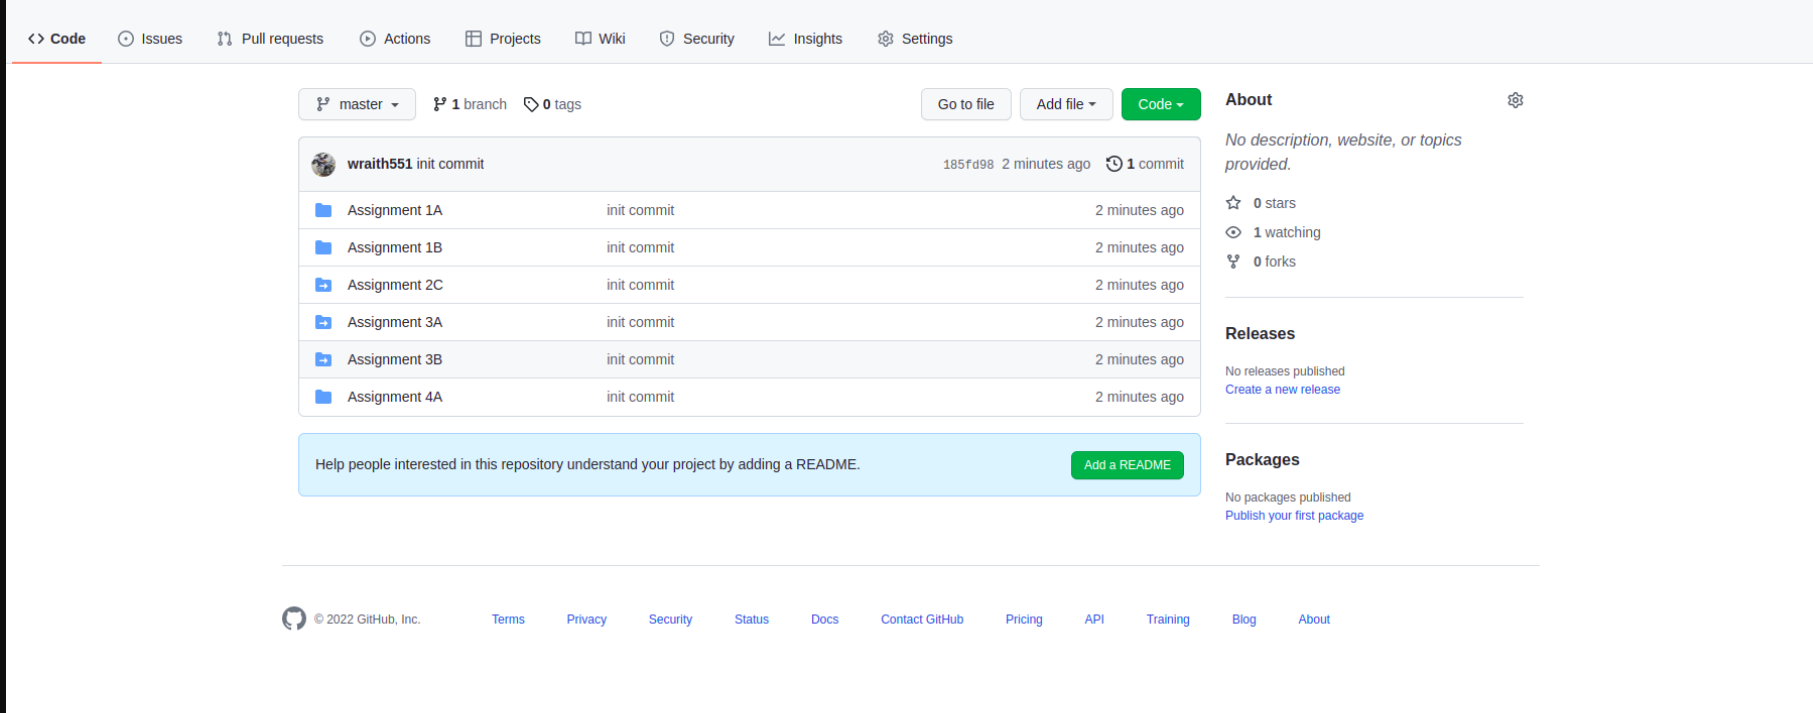 Code Issues Pull requests Actions Projects Wiki Security Insights Settings
master 1 branch 0 tags Go to file Add file Code
wraith551 init commit 185fd98 2 minutes ago 1 commit
Assignment 1A init commit 2 minutes ago
Assignment 1B init commit 2 minutes ago
Assignment 2C init commit 2 minutes ago
Assignment 3A init commit 2 minutes ago
Assignment 3B init commit 2 minutes ago
Assignment 4A init commit 2 minutes ago
Help people interested in this repository understand your project by adding a README. Add a README
About
No description, website, or topics
provided.
0 stars
1 watching
0 forks
Releases
No releases published
Create a new release
Packages
No packages published
Publish your first package
© 2022 GitHub, Inc. Terms Privacy Security Status Docs Contact GitHub Pricing API Training Blog About